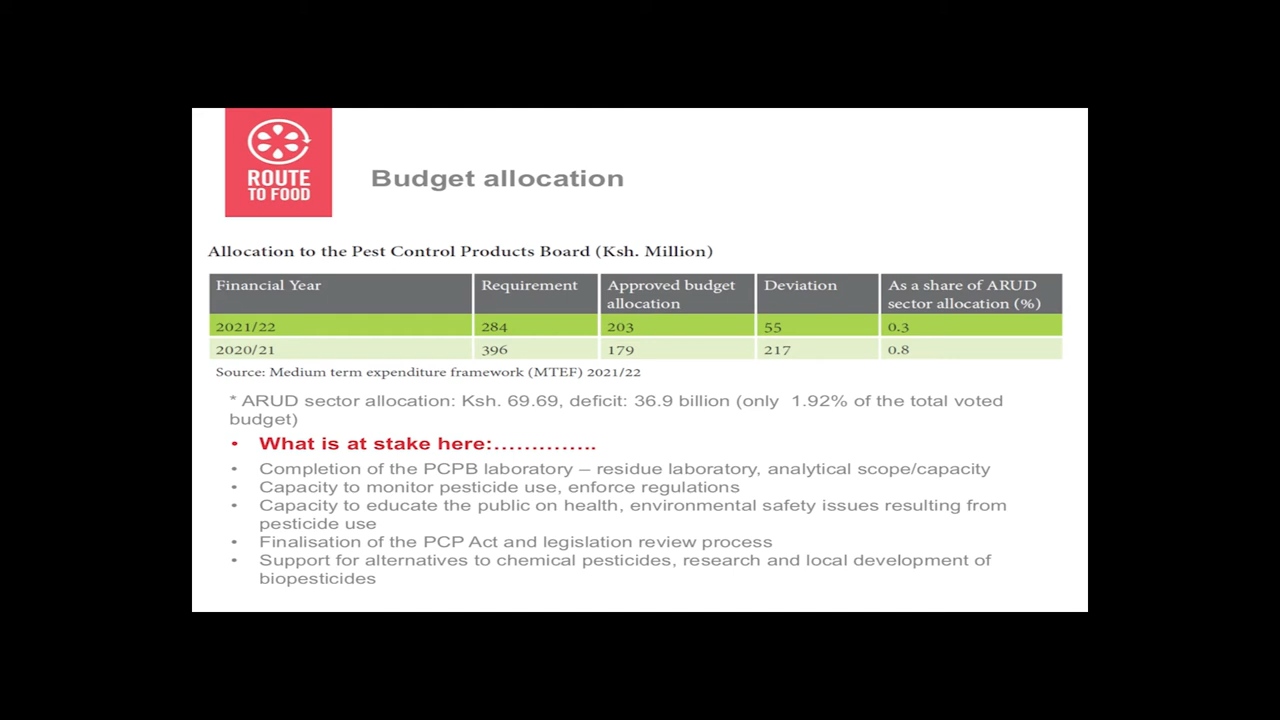 ROUTE
TO FOOD
Budget allocation
Allocation to the Pest Control Products Board (Ksh. Million)
Financial Year Requirement Approved budget allocation Deviation As a share of ARUD sector allocation (%)
2021/22 284 203 55 0.3
2020/21 396 179 217 0.8
Source: Medium term expenditure framework (MTEF) 2021/22
* ARUD sector allocation: Ksh. 69.69, deficit: 36.9 billion (only 1.92% of the total voted
budget)
• What is at stake here:…………..
• Completion of the PCPB laboratory – residue laboratory, analytical scope/capacity
• Capacity to monitor pesticide use, enforce regulations
• Capacity to educate the public on health, environmental safety issues resulting from
pesticide use
• Finalisation of the PCP Act and legislation review process
• Support for alternatives to chemical pesticides, research and local development of
biopesticides